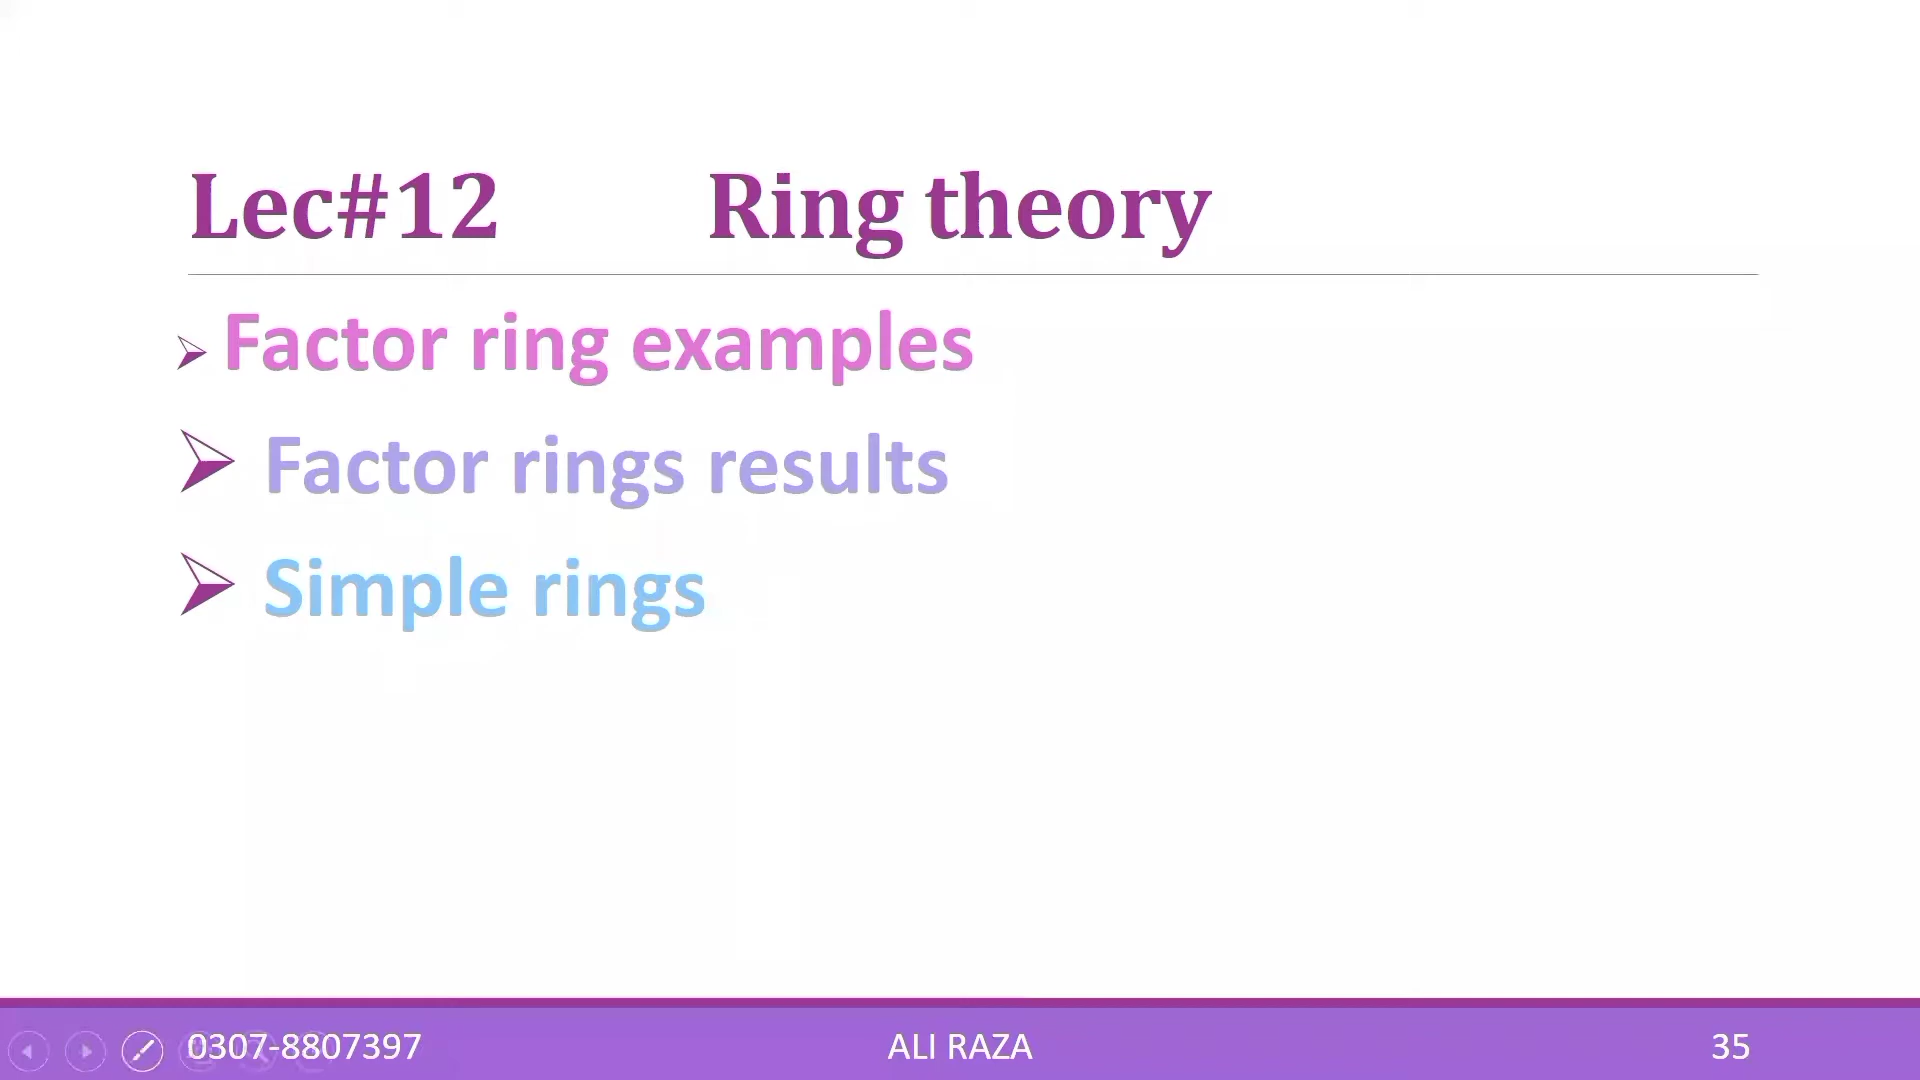 Lec#12 Ring theory
Factor ring examples
Factor rings results
Simple rings
0307-8807397 ALI RAZA 35